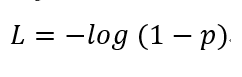 L = −log (1 − p).